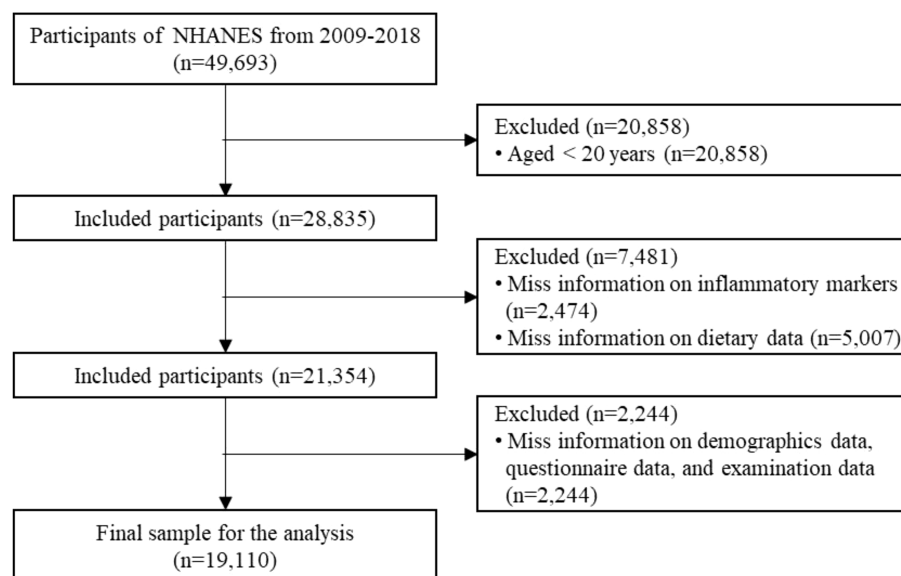 Participants of NHANES from 2009-2018
(n=49,693)
Excluded (n=20,858)
• Aged < 20 years (n=20,858)
Included participants (n=28,835)
Excluded (n=7,481)
• Miss information on inflammatory markers
(n=2,474)
• Miss information on dietary data (n=5,007)
Included participants (n=21,354)
Excluded (n=2,244)
• Miss information on demographics data,
questionnaire data, and examination data
(n=2,244)
Final sample for the analysis
(n=19,110)